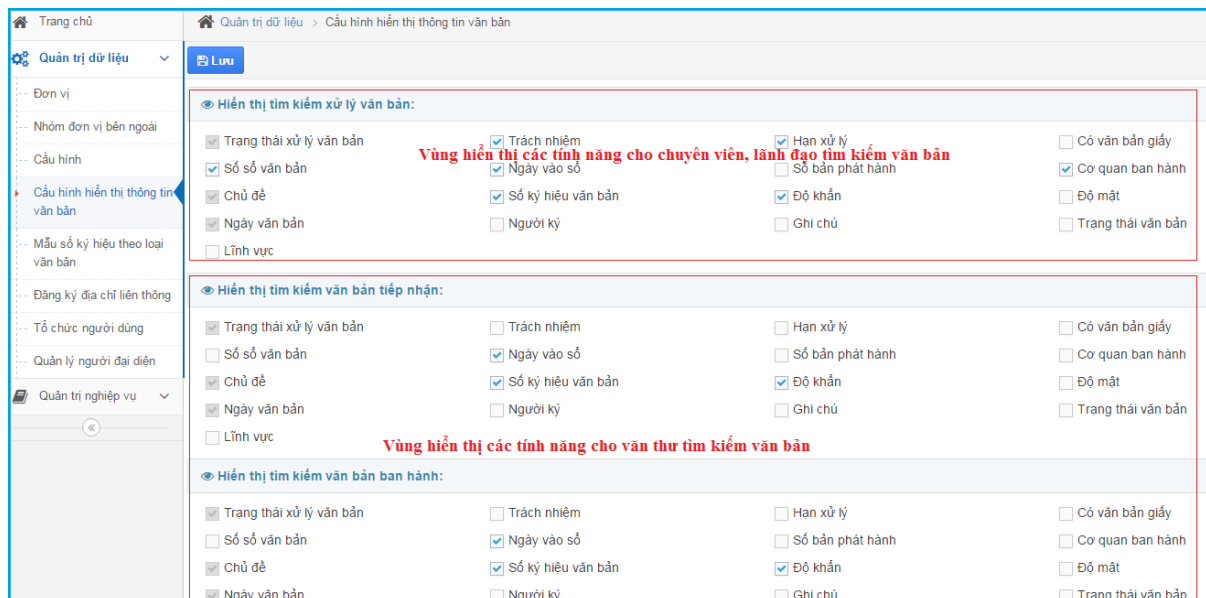 Trang chủ
Quản trị dữ liệu > Cấu hình hiển thị thông tin văn bản
Quản trị dữ liệu
Lưu
Đơn vị
Nhóm đơn vị bên ngoài
Cấu hình
Cấu hình hiển thị thông tin
văn bản
Mẫu số ký hiệu theo loại
văn bản
Đăng ký địa chỉ liên thông
Tổ chức người dùng
Quản lý người đại diện
Quản trị nghiệp vụ
Hiển thị tìm kiếm xử lý văn bản:
Trạng thái xử lý văn bản Trách nhiệm Hạn xử lý Có văn bản giấy
Vùng hiển thị các tính năng cho chuyên viên, lãnh đạo tìm kiếm văn bản
Số sổ văn bản Ngày vào sổ Số bản phát hành Cơ quan ban hành
Chủ đề Số ký hiệu văn bản Độ khẩn Độ mật
Ngày văn bản Người ký Ghi chú Trạng thái văn bản
Lĩnh vực
Hiển thị tìm kiếm văn bản tiếp nhận:
Trạng thái xử lý văn bản Trách nhiệm Hạn xử lý Có văn bản giấy
Số sổ văn bản Ngày vào sổ Số bản phát hành Cơ quan ban hành
Chủ đề Số ký hiệu văn bản Độ khẩn Độ mật
Ngày văn bản Người ký Ghi chú Trạng thái văn bản
Lĩnh vực
Vùng hiển thị các tính năng cho văn thư tìm kiếm văn bản
Hiển thị tìm kiếm văn bản ban hành:
Trạng thái xử lý văn bản Trách nhiệm Hạn xử lý Có văn bản giấy
Số sổ văn bản Ngày vào sổ Số bản phát hành Cơ quan ban hành
Chủ đề Số ký hiệu văn bản Độ khẩn Độ mật
Ngày văn bản Người ký Ghi chú Trạng thái văn bản